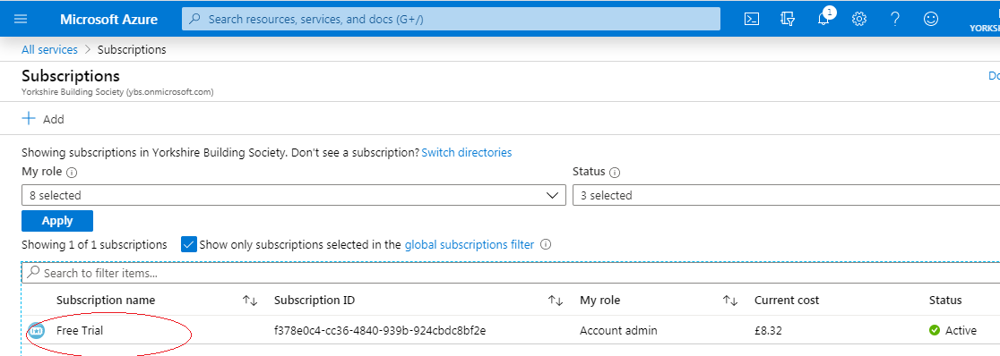 Microsoft Azure Search resources, services, and docs (G+/) 1
All services > Subscriptions
Subscriptions
Yorkshire Building Society (ybs.onmicrosoft.com)
+ Add
Showing subscriptions in Yorkshire Building Society. Don't see a subscription? Switch directories
My role Status
8 selected 3 selected
Apply
Showing 1 of 1 subscriptions Show only subscriptions selected in the global subscriptions filter
Search to filter items...
Subscription name Subscription ID My role Current cost Status
Free Trial f378e0c4-cc36-4840-939b-924cbdc8bf2e Account admin £8.32 Active